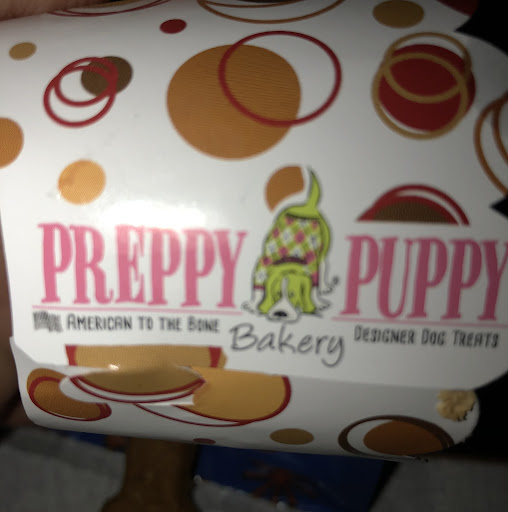 PREPPY PUPPY
AMERICAN TO THE BONE Bakery DESIGNER DOG TREATS